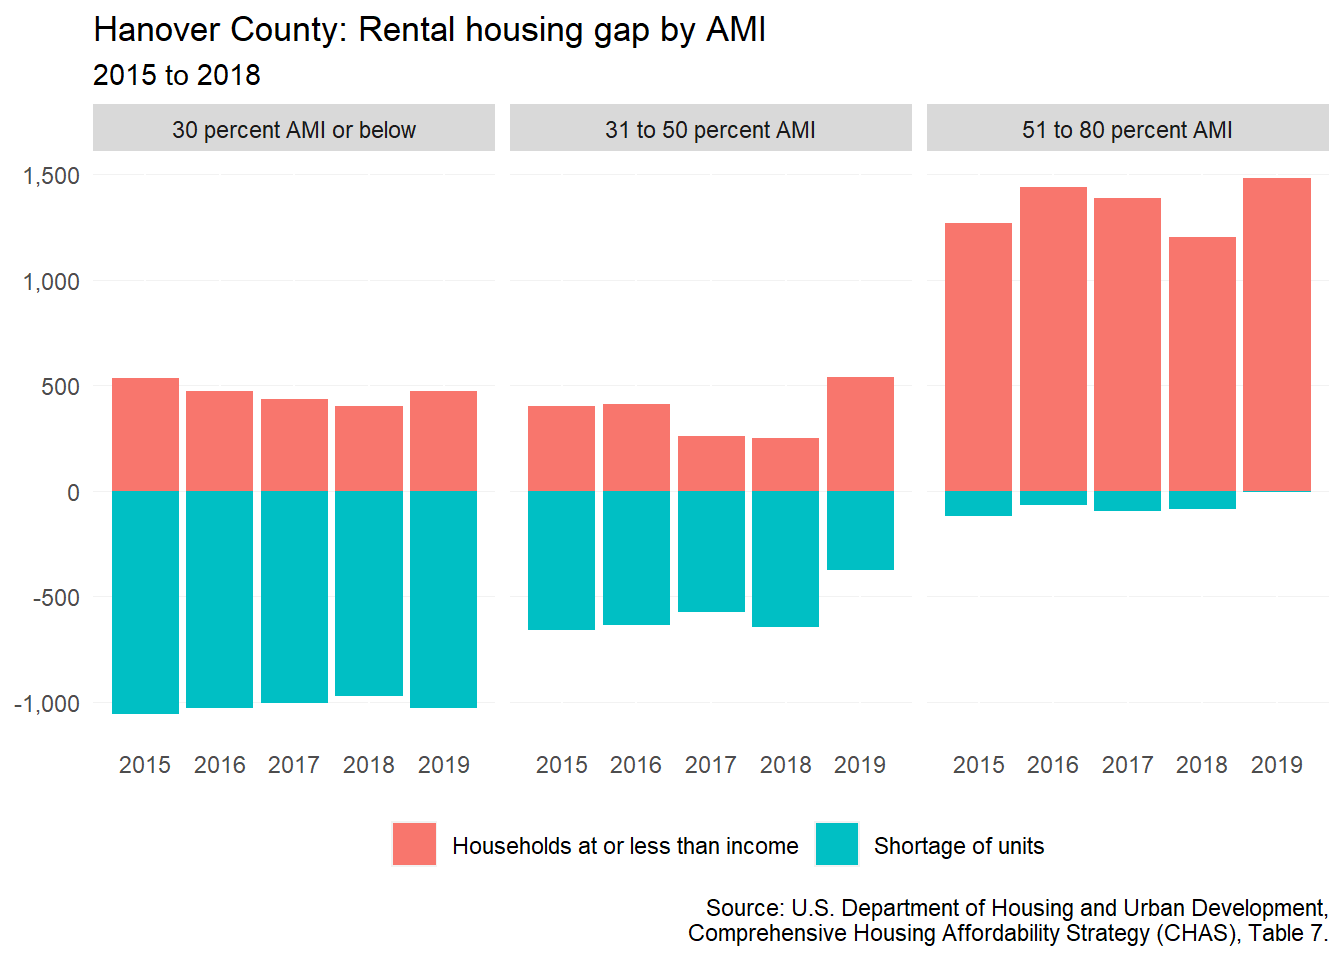 Hanover County: Rental housing gap by AMI
2015 to 2018
30 percent AMI or below
31 to 50 percent AMI
51 to 80 percent AMI
1,500
1,000
500
0
-500
-1,000
2015 2016 2017 2018 2019
2015 2016 2017 2018 2019
2015 2016 2017 2018 2019
Households at or less than income
Shortage of units
Source: U.S. Department of Housing and Urban Development,
Comprehensive Housing Affordability Strategy (CHAS), Table 7.